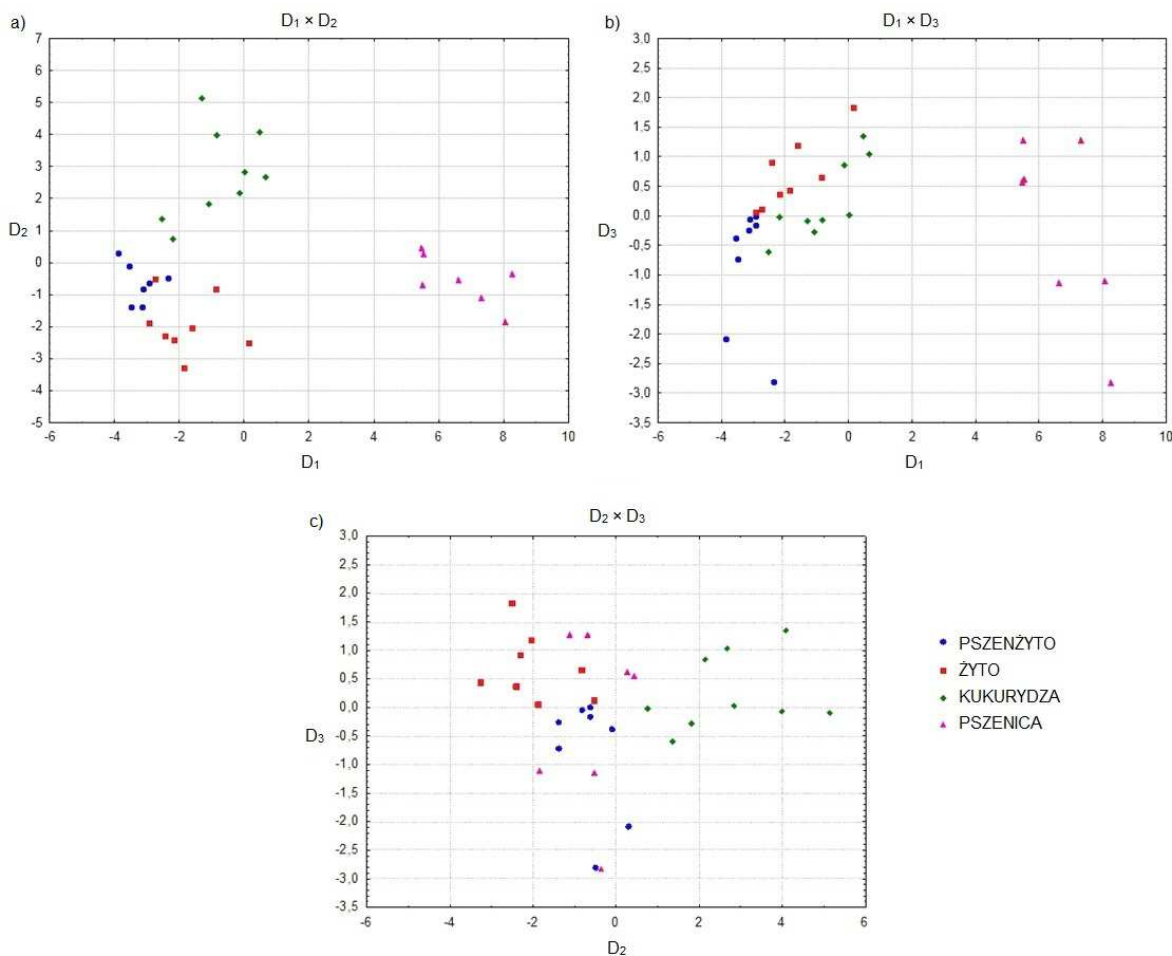 a)
D₁ × D₂
7
6
5
4
3
2
1
0
-1
-2
-3
-4
-5
D₂
-6 -4 -2 0 2 4 6 8 10
D₁
b)
D₁ × D₃
3.0
2.5
2.0
1.5
1.0
0.5
0.0
-0.5
-1.0
-1.5
-2.0
-2.5
-3.0
-3.5
D₃
-6 -4 -2 0 2 4 6 8 10
D₁
c)
D₂ × D₃
3,0
2,5
2,0
1,5
1,0
0,5
0,0
-0,5
-1,0
-1,5
-2,0
-2,5
-3,0
-3,5
D₃
-6 -4 -2 0 2 4 6
D₂
PSZENŻYTO
ŻYTO
KUKURYDZA
PSZENICA